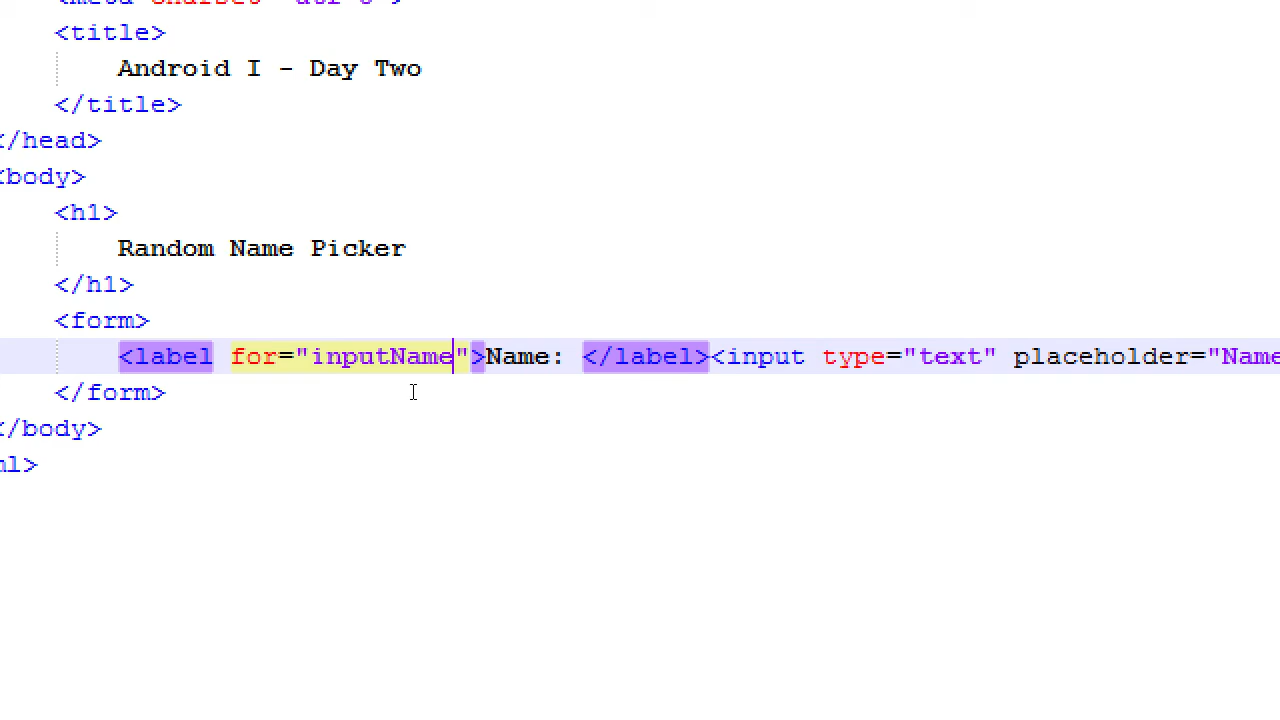 <title>
Android I - Day Two
</title>
</head>
<body>
<h1>
Random Name Picker
</h1>
<form>
<label for="inputName">Name: </label><input type="text" placeholder="Name
</form>
</body>
ml>